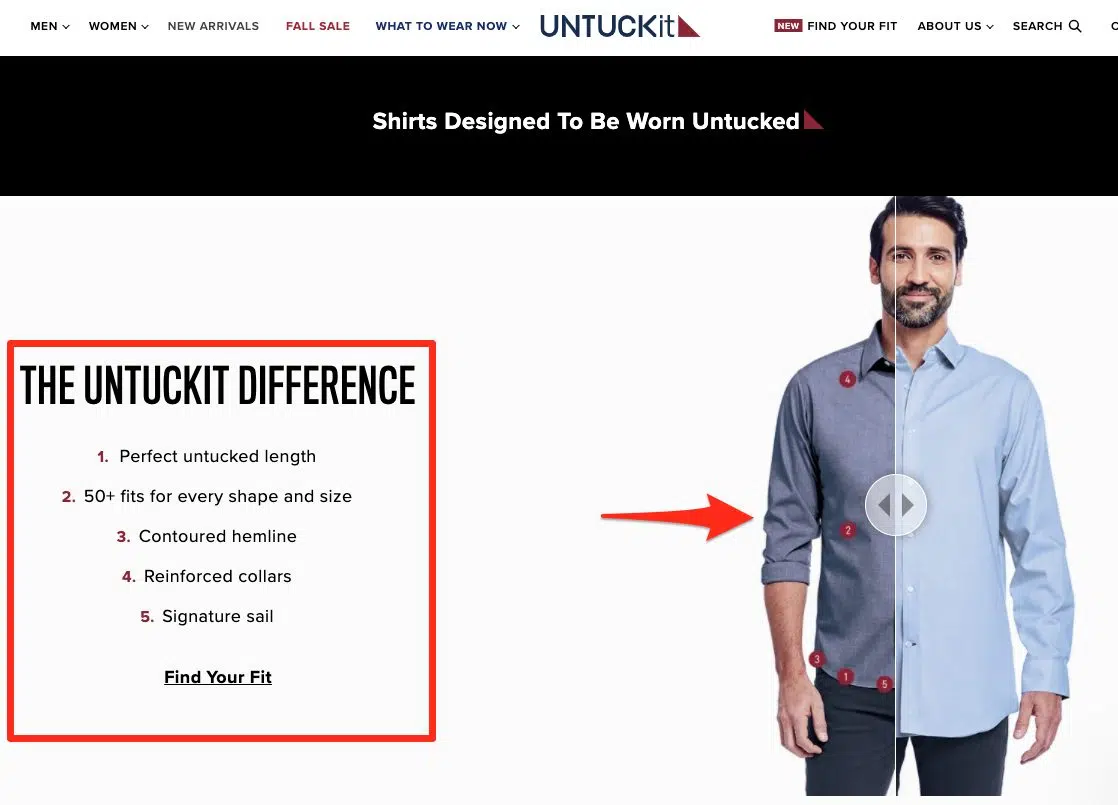 MEN WOMEN NEW ARRIVALS FALL SALE WHAT TO WEAR NOW UNTUCKit NEW FIND YOUR FIT ABOUT US SEARCH
Shirts Designed To Be Worn Untucked
THE UNTUCKIT DIFFERENCE
1. Perfect untucked length
2. 50+ fits for every shape and size
3. Contoured hemline
4. Reinforced collars
5. Signature sail
Find Your Fit
4
2
3
1
5